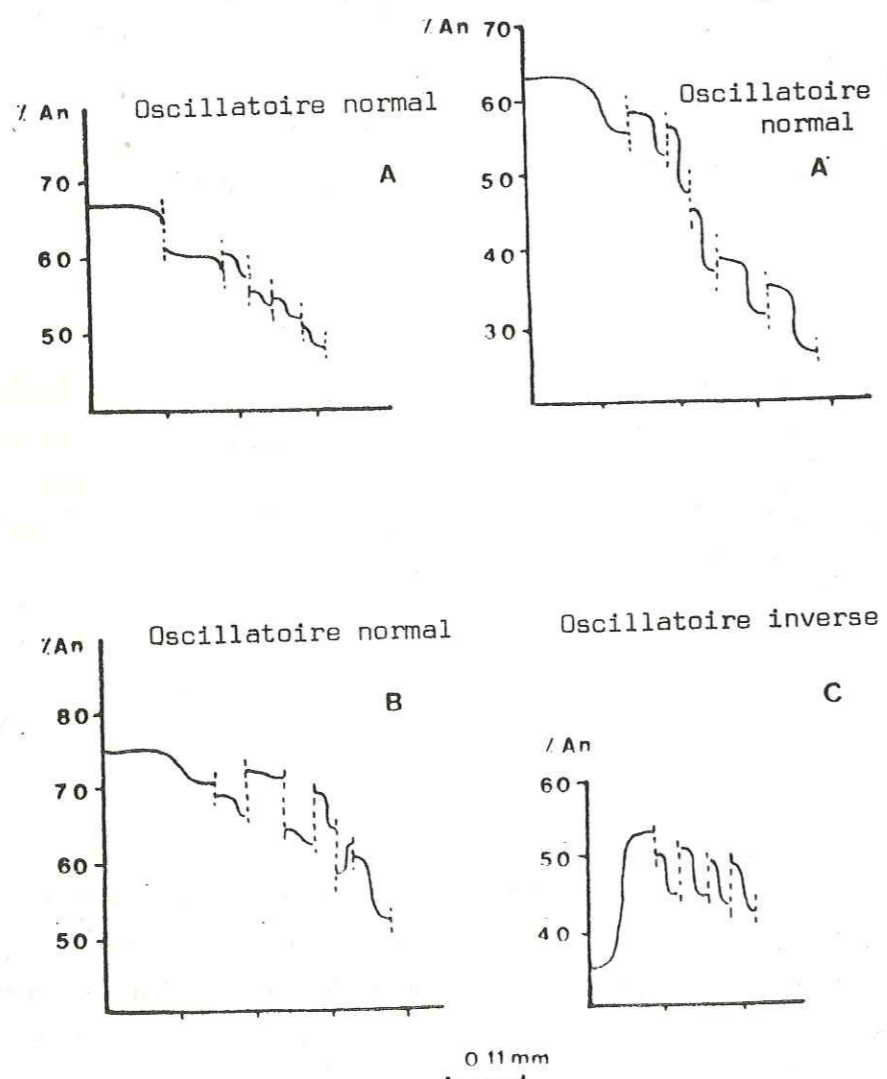 % An Oscillatoire normal
A
70
60
50
% An 70
Oscillatoire
normal
60
A'
50
40
30
%An Oscillatoire normal
B
80
70
60
50
Oscillatoire inverse
C
% An
60
50
40
0 11 mm